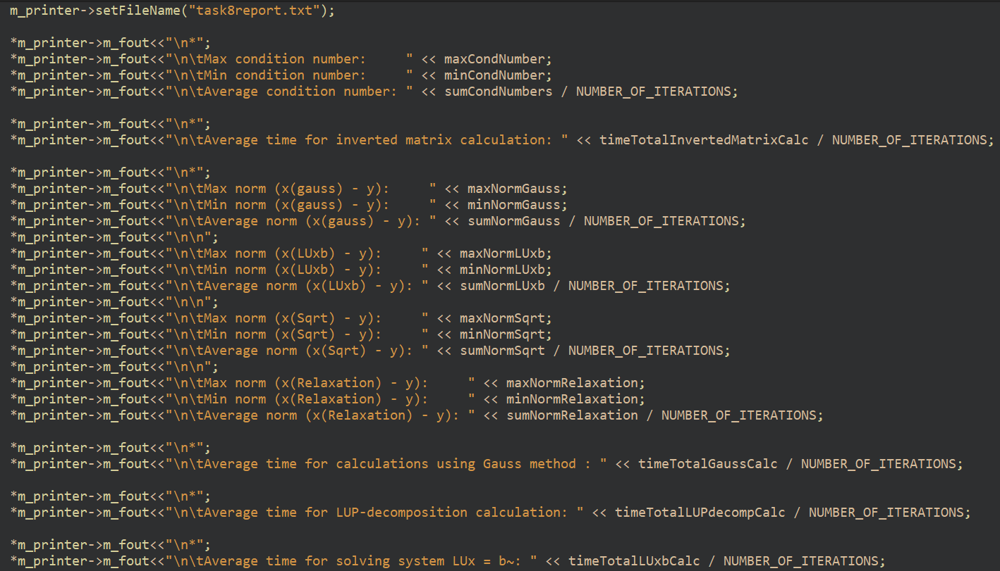 m_printer->setFileName("task8report.txt");
*m_printer->m_fout<<"\n*";
*m_printer->m_fout<<"\n\tMax condition number:     " << maxCondNumber;
*m_printer->m_fout<<"\n\tMin condition number:     " << minCondNumber;
*m_printer->m_fout<<"\n\tAverage condition number: " << sumCondNumbers / NUMBER_OF_ITERATIONS;
*m_printer->m_fout<<"\n*";
*m_printer->m_fout<<"\n\tAverage time for inverted matrix calculation: " << timeTotalInvertedMatrixCalc / NUMBER_OF_ITERATIONS;
*m_printer->m_fout<<"\n*";
*m_printer->m_fout<<"\n\tMax norm (x(gauss) - y):     " << maxNormGauss;
*m_printer->m_fout<<"\n\tMin norm (x(gauss) - y):     " << minNormGauss;
*m_printer->m_fout<<"\n\tAverage norm (x(gauss) - y): " << sumNormGauss / NUMBER_OF_ITERATIONS;
*m_printer->m_fout<<"\n\n";
*m_printer->m_fout<<"\n\tMax norm (x(LUxb) - y):     " << maxNormLUxb;
*m_printer->m_fout<<"\n\tMin norm (x(LUxb) - y):     " << minNormLUxb;
*m_printer->m_fout<<"\n\tAverage norm (x(LUxb) - y): " << sumNormLUxb / NUMBER_OF_ITERATIONS;
*m_printer->m_fout<<"\n\n";
*m_printer->m_fout<<"\n\tMax norm (x(Sqrt) - y):     " << maxNormSqrt;
*m_printer->m_fout<<"\n\tMin norm (x(Sqrt) - y):     " << minNormSqrt;
*m_printer->m_fout<<"\n\tAverage norm (x(Sqrt) - y): " << sumNormSqrt / NUMBER_OF_ITERATIONS;
*m_printer->m_fout<<"\n\n";
*m_printer->m_fout<<"\n\tMax norm (x(Relaxation) - y):     " << maxNormRelaxation;
*m_printer->m_fout<<"\n\tMin norm (x(Relaxation) - y):     " << minNormRelaxation;
*m_printer->m_fout<<"\n\tAverage norm (x(Relaxation) - y): " << sumNormRelaxation / NUMBER_OF_ITERATIONS;
*m_printer->m_fout<<"\n*";
*m_printer->m_fout<<"\n\tAverage time for calculations using Gauss method : " << timeTotalGaussCalc / NUMBER_OF_ITERATIONS;
*m_printer->m_fout<<"\n*";
*m_printer->m_fout<<"\n\tAverage time for LUP-decomposition calculation: " << timeTotalLUPdecompCalc / NUMBER_OF_ITERATIONS;
*m_printer->m_fout<<"\n*";
*m_printer->m_fout<<"\n\tAverage time for solving system LUx = b~: " << timeTotalLUxbCalc / NUMBER_OF_ITERATIONS;